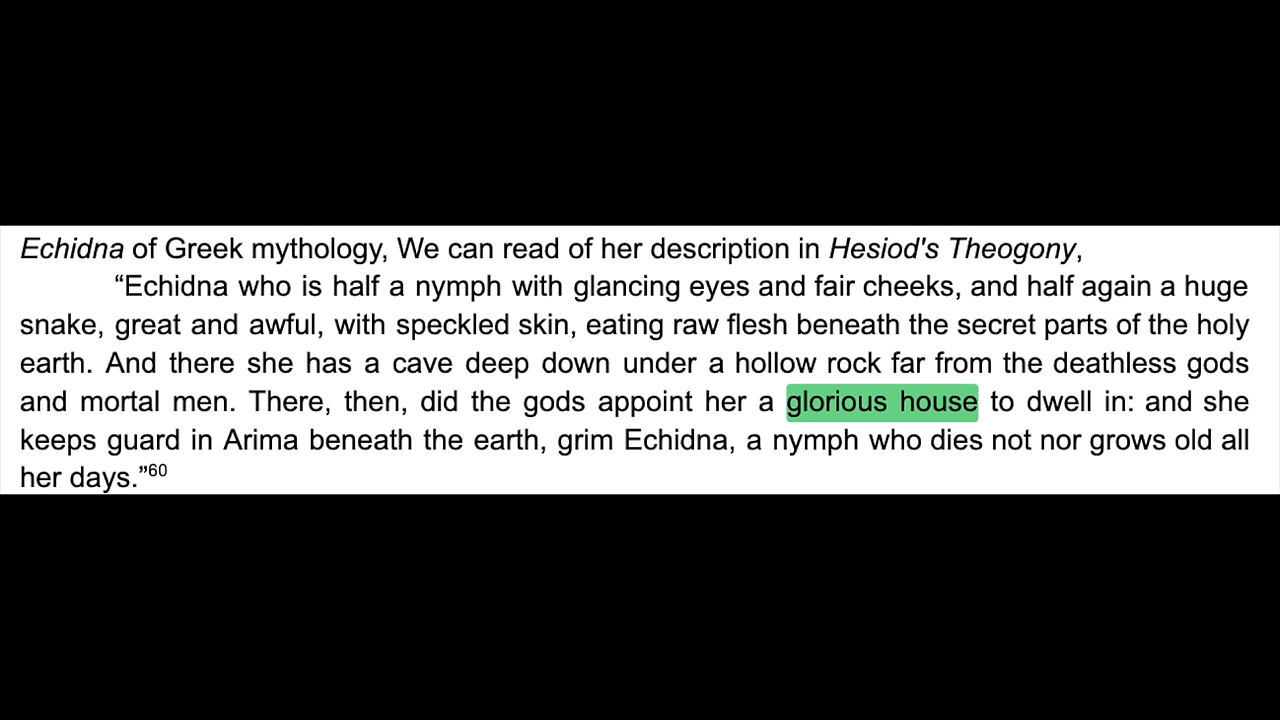 Echidna of Greek mythology, We can read of her description in Hesiod's Theogony,
“Echidna who is half a nymph with glancing eyes and fair cheeks, and half again a huge
snake, great and awful, with speckled skin, eating raw flesh beneath the secret parts of the holy
earth. And there she has a cave deep down under a hollow rock far from the deathless gods
and mortal men. There, then, did the gods appoint her a glorious house to dwell in: and she
keeps guard in Arima beneath the earth, grim Echidna, a nymph who dies not nor grows old all
her days.”60